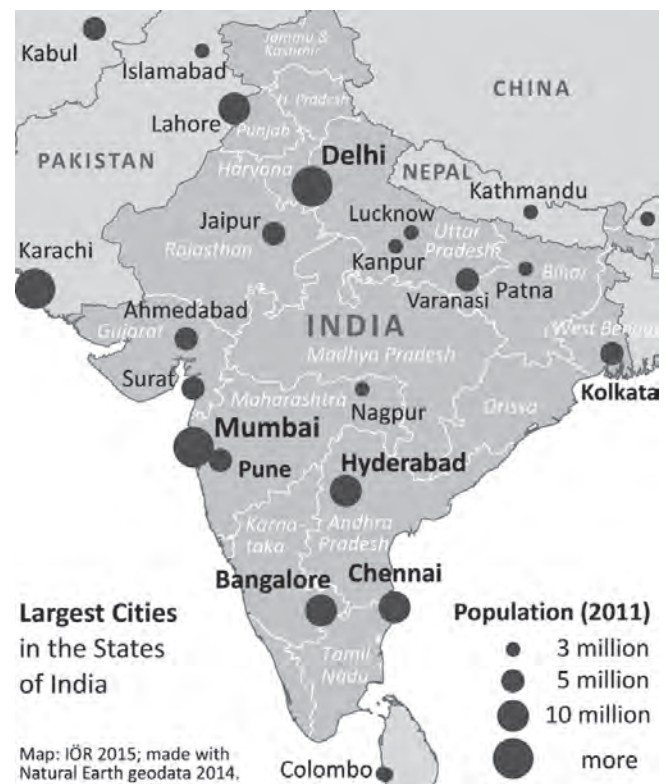 Jammu &
Kashmir
Kabul
Islamabad
CHINA
H. Pradesh
Lahore
Punjab
PAKISTAN
Haryana
Delhi
NEPAL
Kathmandu
Jaipur
Lucknow
Uttar
Pradesh
Rajasthan
Kanpur
Karachi
Bihar
Varanasi
Patna
Ahmedabad
Gujarat
INDIA
West Bengal
Madhya Pradesh
Surat
Maharashtra
Nagpur
Orissa
Kolkata
Mumbai
Pune
Hyderabad
Karna-
taka
Andhra
Pradesh
Bangalore
Chennai
Tamil
Nadu
Colombo
Largest Cities
in the States
of India
Population (2011)
3 million
5 million
10 million
more
Map: IÖR 2015; made with
Natural Earth geodata 2014.